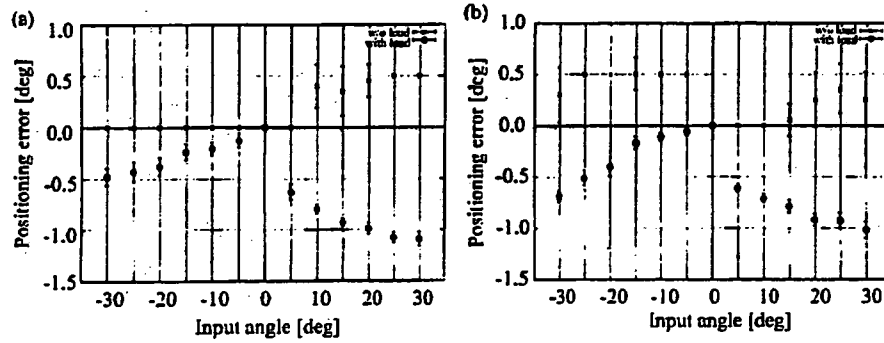 (a)
w/o load
with load
Positioning error [deg]
1.0
0.5
0.0
-0.5
-1.0
-1.5
-30 -20 -10 0 10 20 30
Input angle [deg]
(b)
w/o load
with load
Positioning error [deg]
1.0
0.5
0.0
-0.5
-1.0
-1.5
-30 -20 -10 0 10 20 30
Input angle [deg]